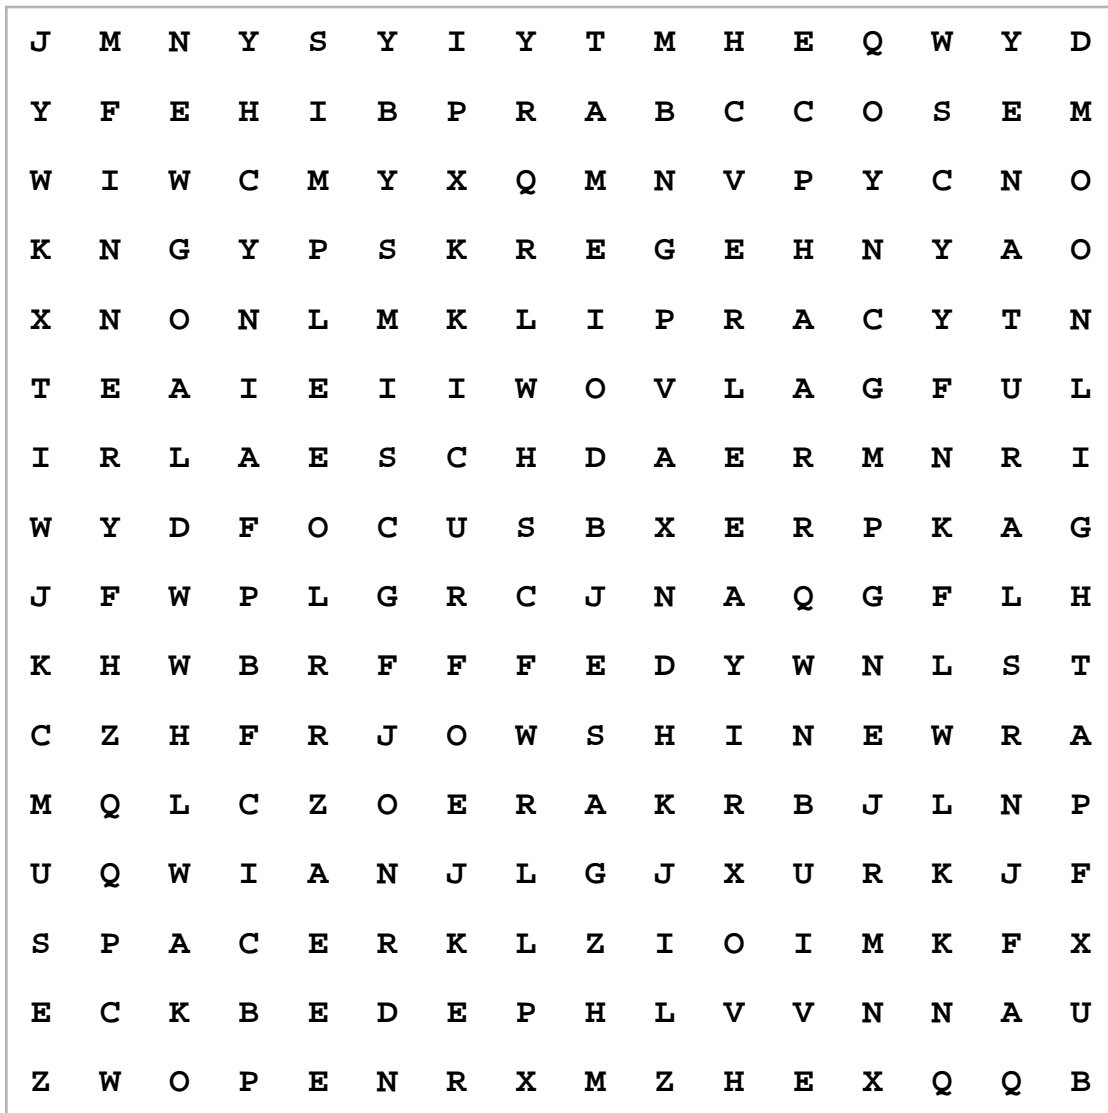 J M N Y S Y I Y T M H E Q W Y D
Y F E H I B P R A B C C O S E M
W I W C M Y X Q M N V P Y C N O
K N G Y P S K R E G E H N Y A O
X N O N L M K L I P R A C Y T N
T E A I E I I W O V L A G F U L
I R L A E S C H D A E R M N R I
W Y D F O C U S B X E R P K A G
J F W P L G R C J N A Q G F L H
K H W B R F F F E D Y W N L S T
C Z H F R J O W S H I N E W R A
M Q L C Z O E R A K R B J L N P
U Q W I A N J L G J X U R K J F
S P A C E R K L Z I O I M K F X
E C K B E D E P H L V V N N A U
Z W O P E N R X M Z H E X Q Q B